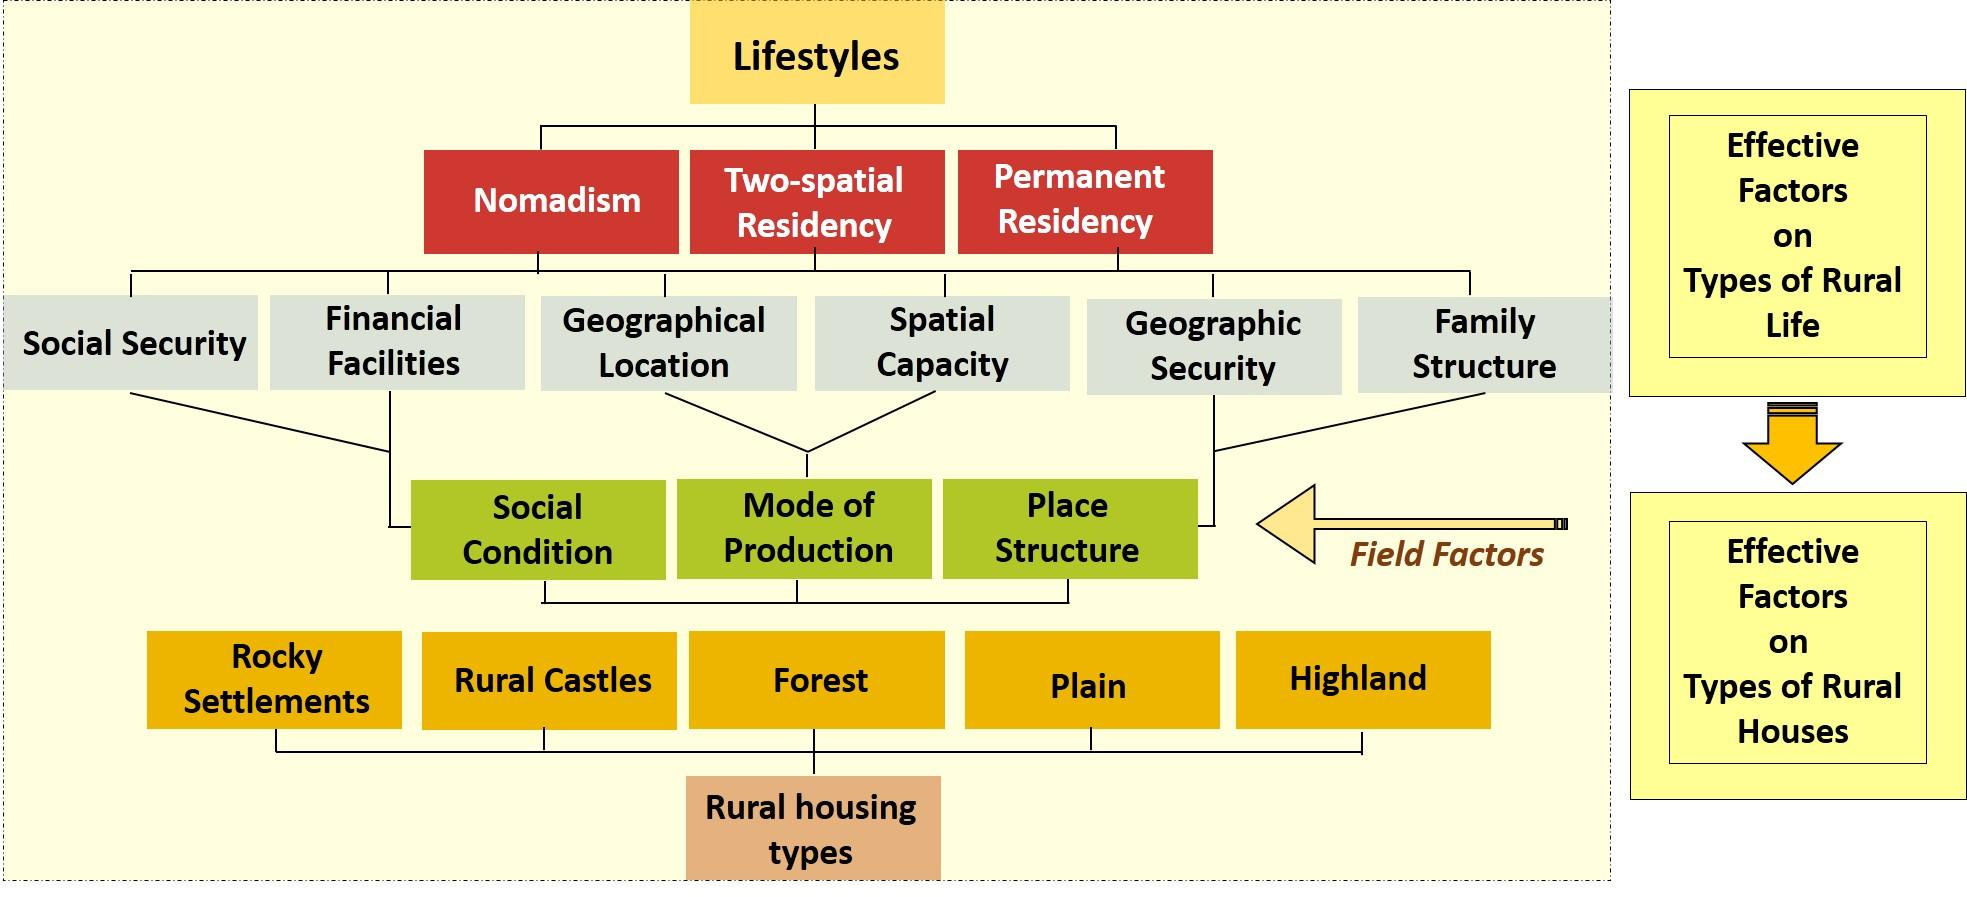 Lifestyles
Nomadism
Two-spatial
Residency
Permanent
Residency
Social Security
Financial
Facilities
Geographical
Location
Spatial
Capacity
Geographic
Security
Family
Structure
Social
Condition
Mode of
Production
Place
Structure
Field Factors
Rocky
Settlements
Rural Castles
Forest
Plain
Highland
Rural housing
types
Effective
Factors
on
Types of Rural
Life
Effective
Factors
on
Types of Rural
Houses